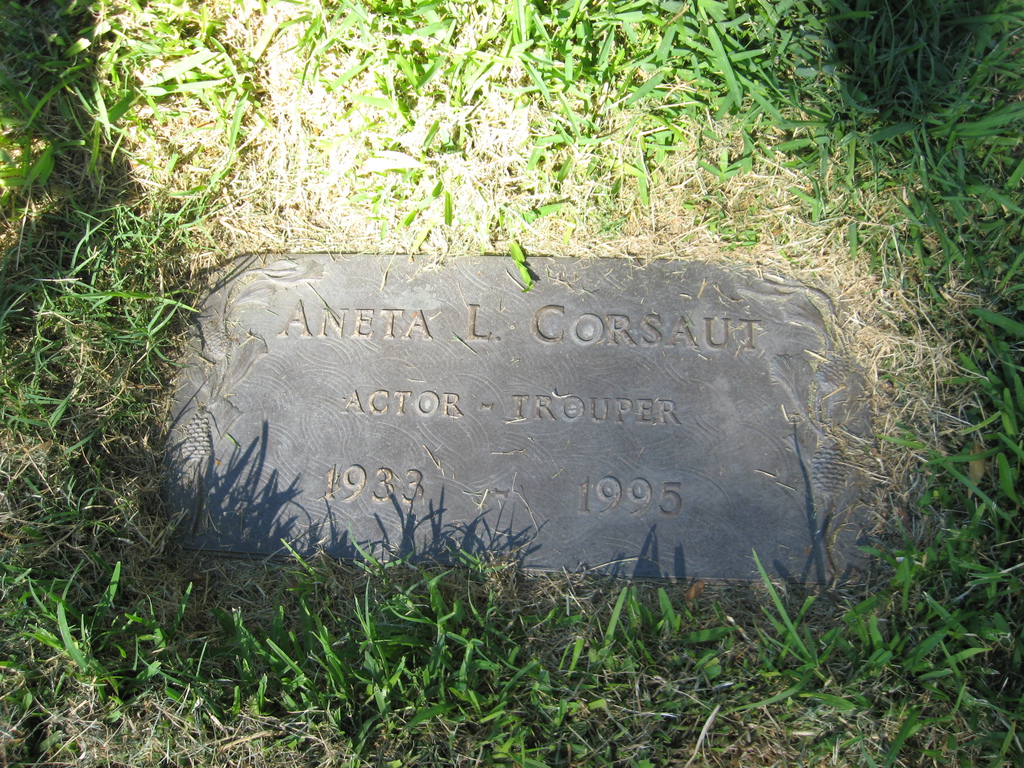 ANETA L. CORSAUT
ACTOR - TROUPER
1933 - 1995